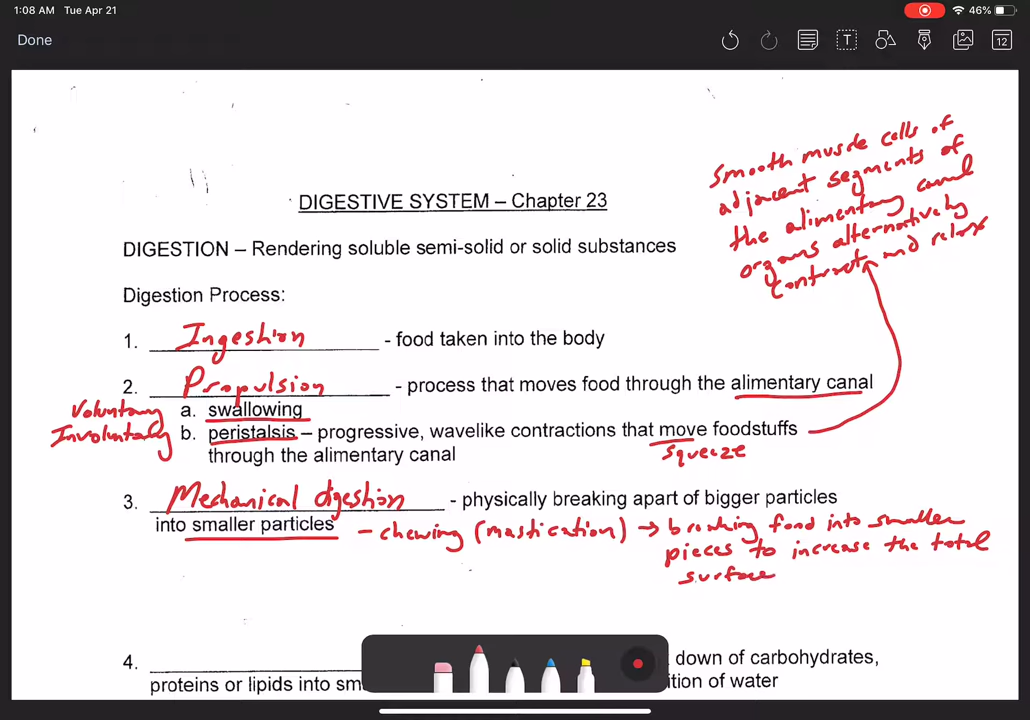 1:08 AM Tue Apr 21
46%
Done
T
12
Smooth muscle cells of
adjacent segments of
the alimentary canal
organs alternatively
contract and relax
DIGESTIVE SYSTEM – Chapter 23
DIGESTION – Rendering soluble semi-solid or solid substances
Digestion Process:
1. Ingestion - food taken into the body
2. Propulsion - process that moves food through the alimentary canal
Voluntary a. swallowing
Involuntary b. peristalsis – progressive, wavelike contractions that move foodstuffs
squeeze
through the alimentary canal
3. Mechanical digestion - physically breaking apart of bigger particles
into smaller particles – chewing (mastication) → breaking food into smaller
pieces to increase the total
surface
4. down of carbohydrates,
proteins or lipids into sm ition of water